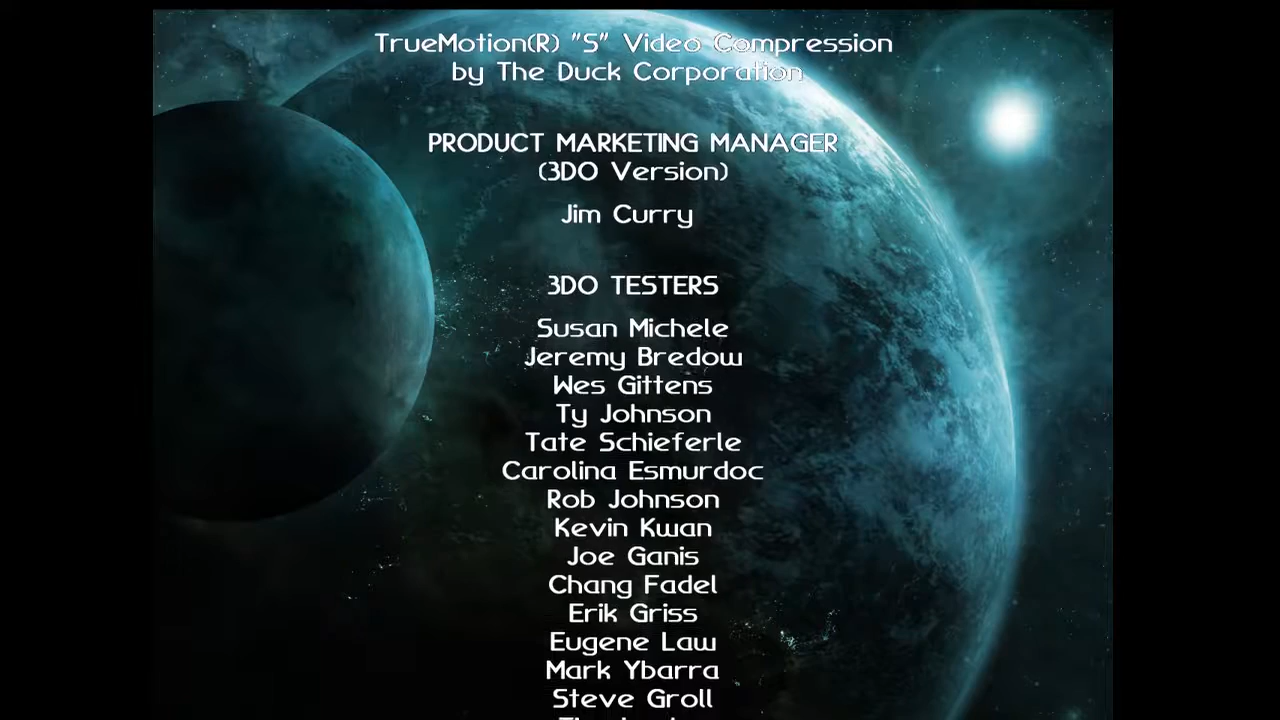 TrueMotion(R) "S" Video Compression
by The Duck Corporation
PRODUCT MARKETING MANAGER
(3DO Version)
Jim Curry
3DO TESTERS
Susan Michele
Jeremy Bredow
Wes Gittens
Ty Johnson
Tate Schieferle
Carolina Esmurdoc
Rob Johnson
Kevin Kwan
Joe Ganis
Chang Fadel
Erik Griss
Eugene Law
Mark Ybarra
Steve Groll